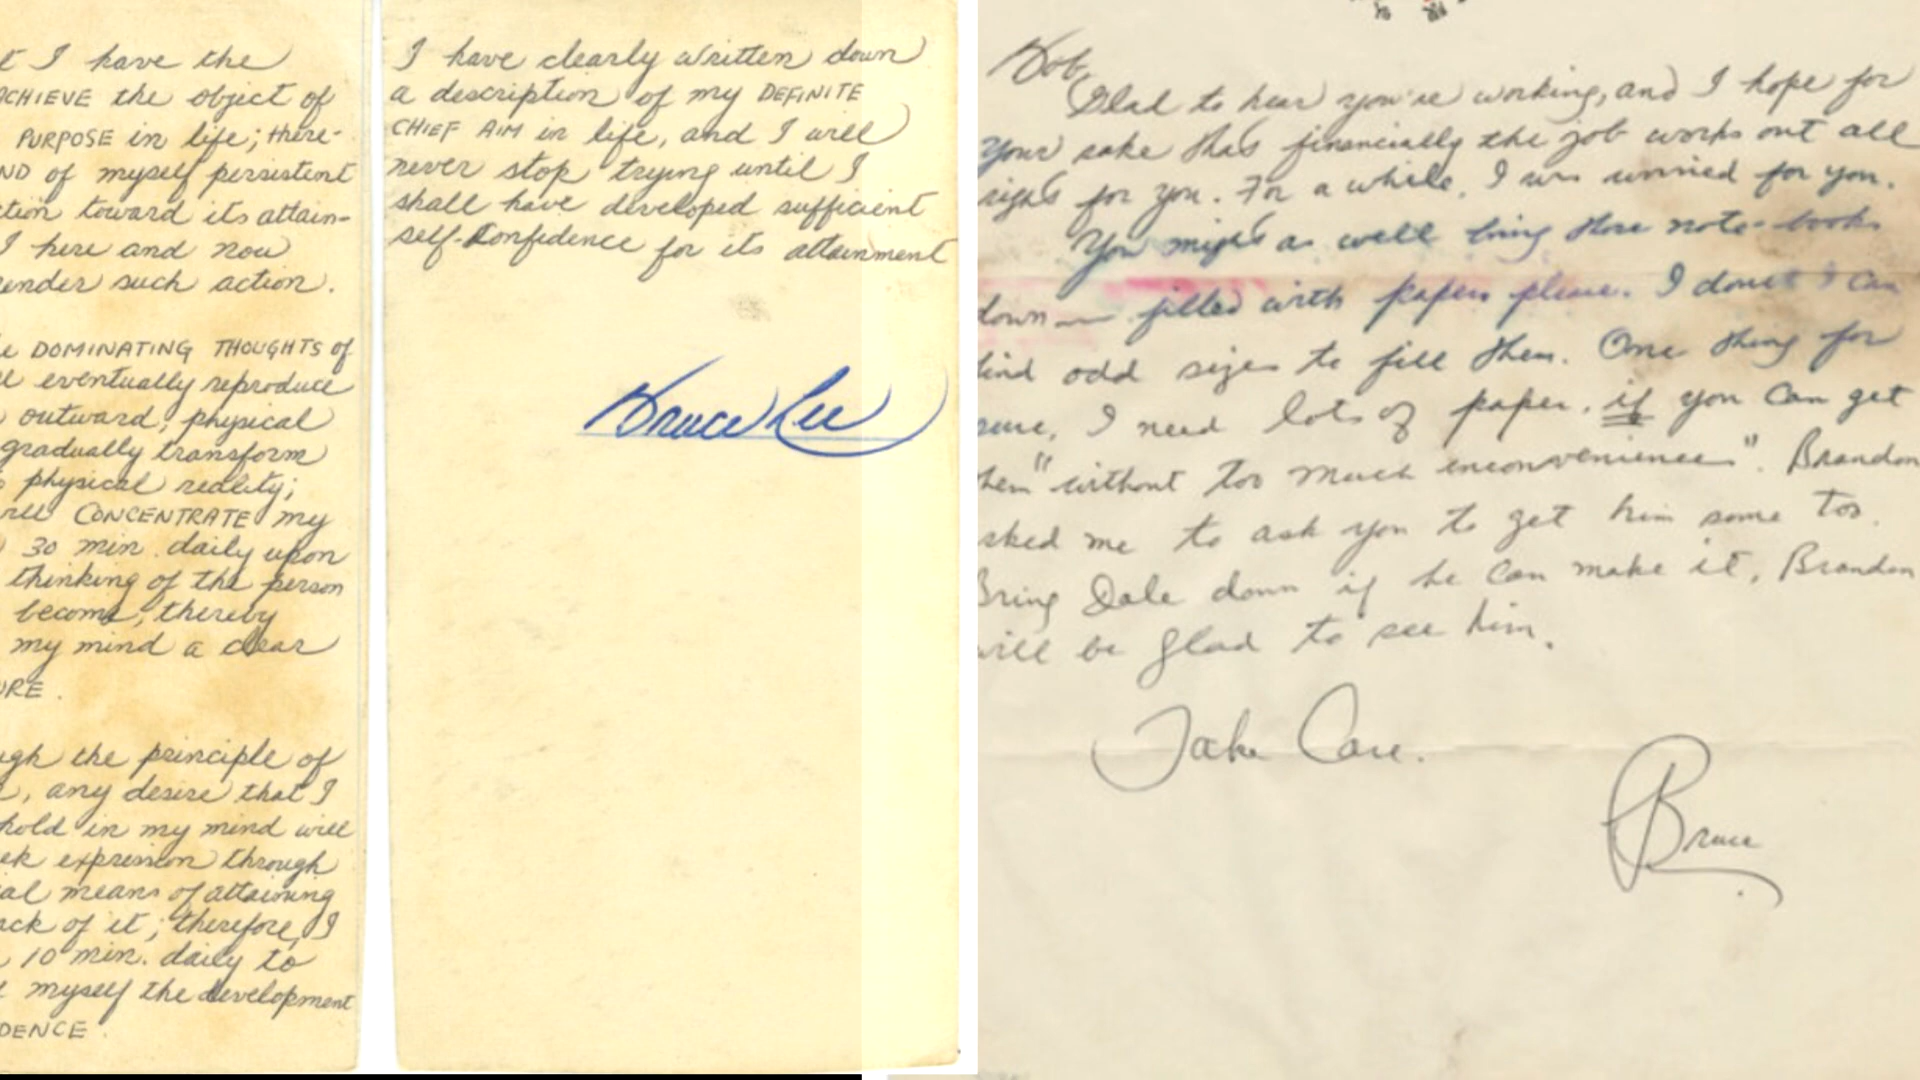 t I have the
ACHIEVE the object of
PURPOSE in life; there-
ND of myself persistent
ction toward its attain-
I here and now
ender such action.
e DOMINATING THOUGHTS of
ll eventually reproduce
outward, physical
gradually transform
physical reality;
ill CONCENTRATE my
30 min. daily upon
thinking of the person
become, thereby
my mind a clear
URE.
ugh the principle of
, any desire that I
hold in my mind will
ek expression through
al means of attaining
ack of it; therefore, I
10 min. daily to
myself the development
DENCE.
I have clearly written down
a description of my DEFINITE
CHIEF AIM in life, and I will
never stop trying until I
shall have developed sufficient
self-Confidence for its attainment
Bruce Lee
Bob,
Glad to hear you're working, and I hope for
your sake that financially the job works out all
right for you. For a while, I was worried for you.
You might as well bring those note-books
down — filled with papers please. I doubt I can
find odd sizes to fill them. One thing for
sure, I need lots of paper, if you can get
them "without too much inconvenience". Brandon
asked me to ask you to get him some too.
Bring Dale down if he can make it, Brandon
will be glad to see him.
Take Care.
Bruce